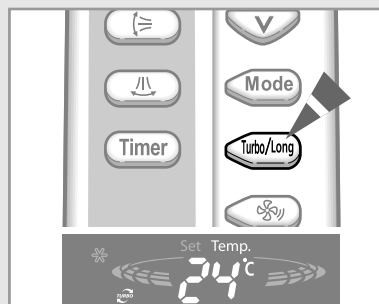 Mode
Timer
Turbo/Long
Set Temp.
24°C
TURBO